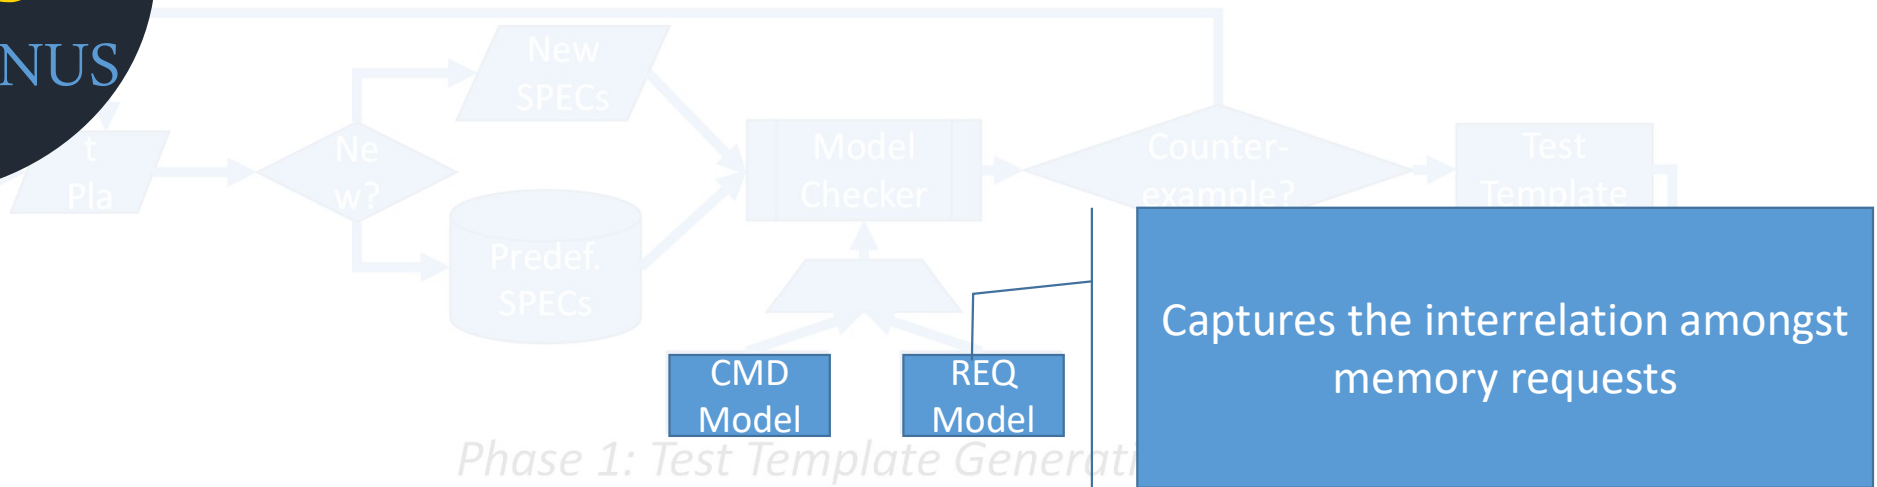 NUS
New
SPECs
t
Pla
Ne
w?
Predef.
SPECs
Model
Checker
Counter-
example?
Test
Template
CMD
Model
REQ
Model
Captures the interrelation amongst
memory requests
Phase 1: Test Template Generati